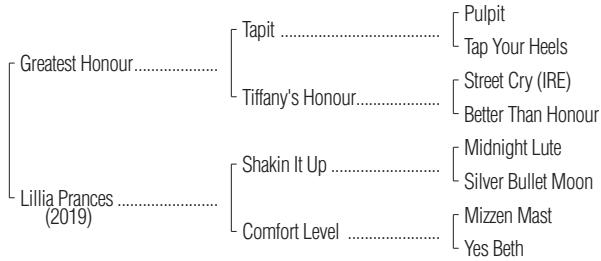 Pulpit
Tapit ........................................
Tap Your Heels
Greatest Honour.....................
Street Cry (IRE)
Tiffany's Honour.....................
Better Than Honour
Midnight Lute
Shakin It Up ...........................
Silver Bullet Moon
Lillia Prances .........................
(2019)
Mizzen Mast
Comfort Level .......................
Yes Beth